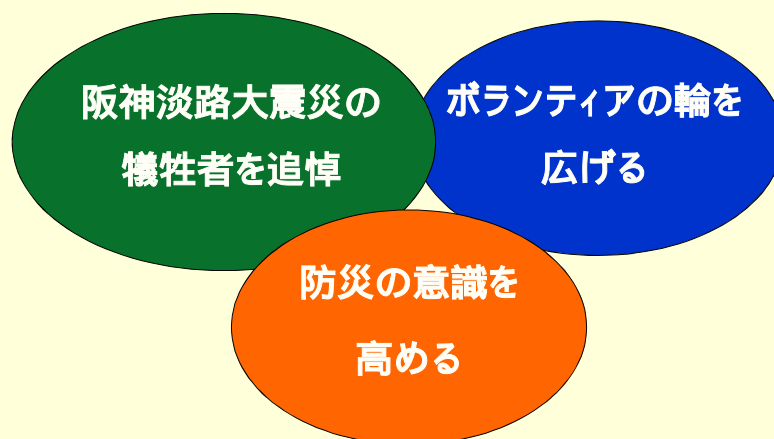 阪神淡路大震災の
犠牲者を追悼
ボランティアの輪を
広げる
防災の意識を
高める